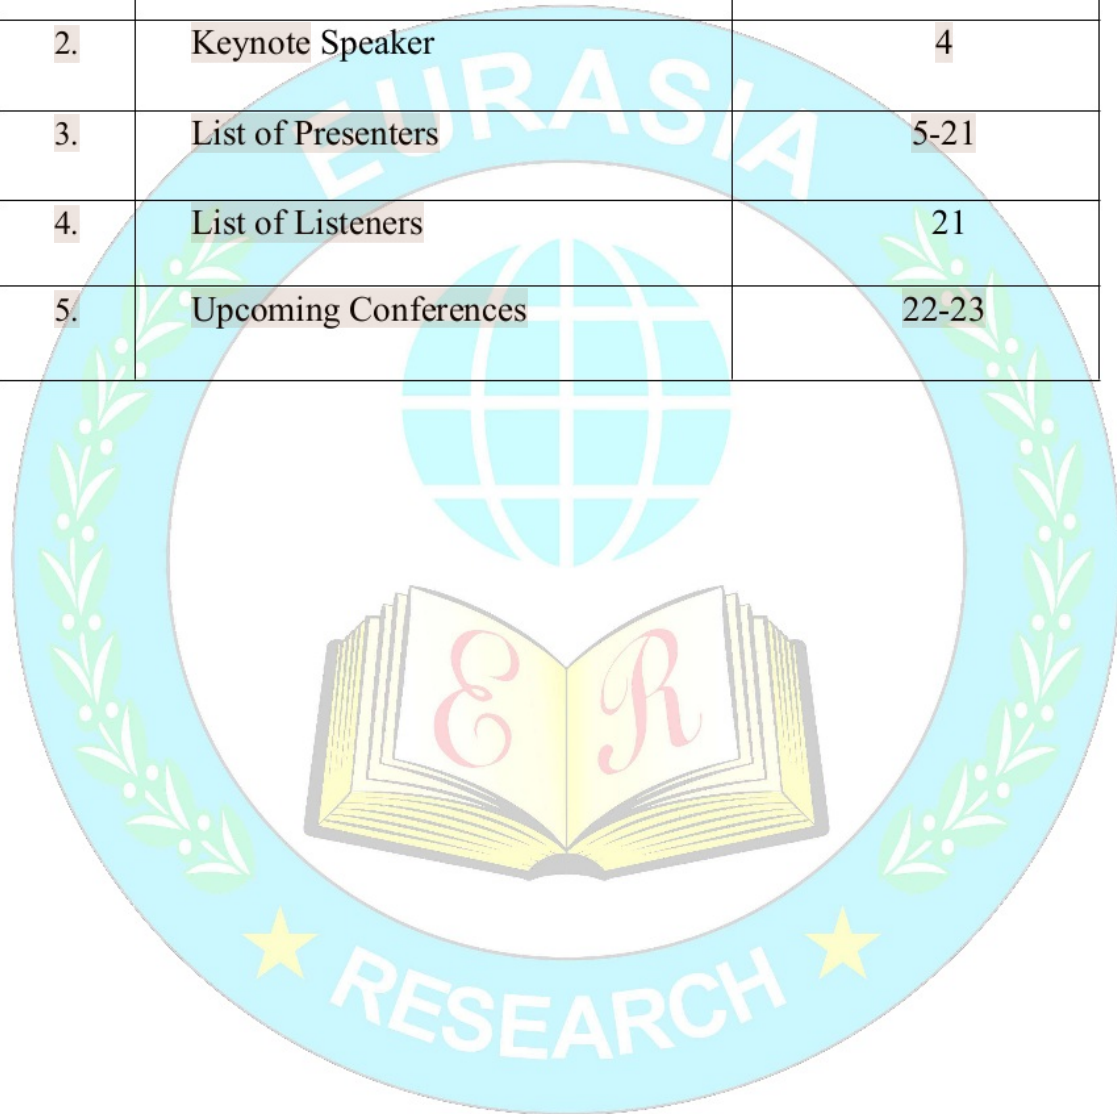 2. Keynote Speaker 4
3. List of Presenters 5-21
4. List of Listeners 21
5. Upcoming Conferences 22-23
EURASIA
E R
RESEARCH